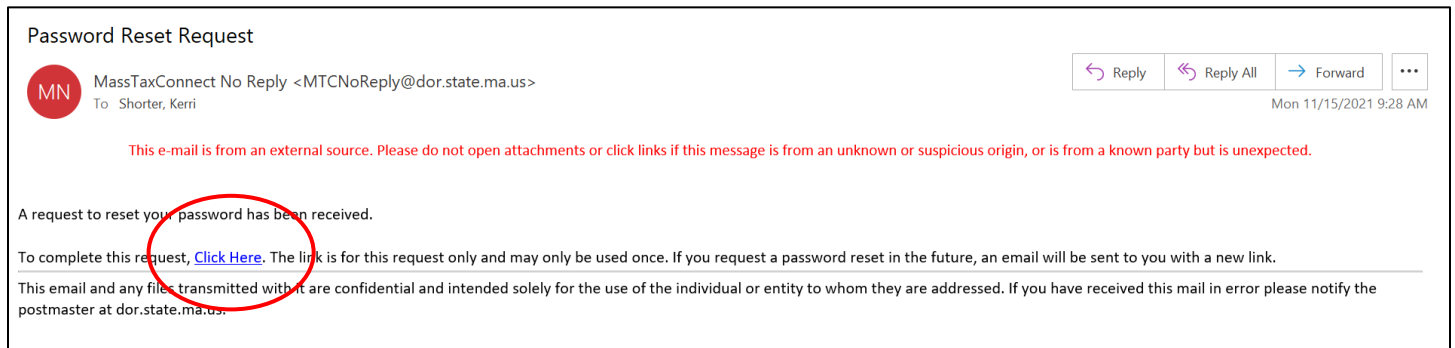 Password Reset Request
MN
MassTaxConnect No Reply <MTCNoReply@dor.state.ma.us>
To Shorter, Kerri
Reply
Reply All
Forward
Mon 11/15/2021 9:28 AM
This e-mail is from an external source. Please do not open attachments or click links if this message is from an unknown or suspicious origin, or is from a known party but is unexpected.
A request to reset your password has been received.
To complete this request, Click Here. The link is for this request only and may only be used once. If you request a password reset in the future, an email will be sent to you with a new link.
This email and any files transmitted with it are confidential and intended solely for the use of the individual or entity to whom they are addressed. If you have received this mail in error please notify the
postmaster at dor.state.ma.us.